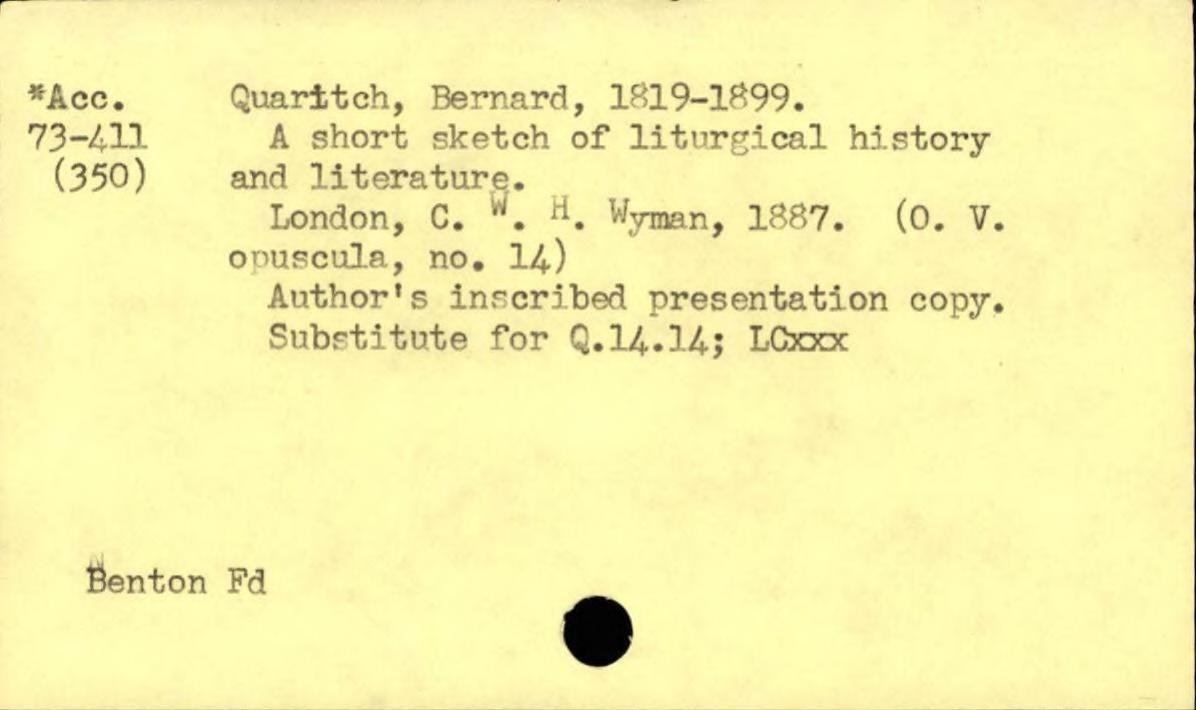 *Acc. Quaritch, Bernard, 1819-1899.
73-411 A short sketch of liturgical history
(350) and literature.
London, C. W. H. Wyman, 1887. (O. V.
opuscula, no. 14)
Author's inscribed presentation copy.
Substitute for Q.14.14; LCxxx
Benton Fd